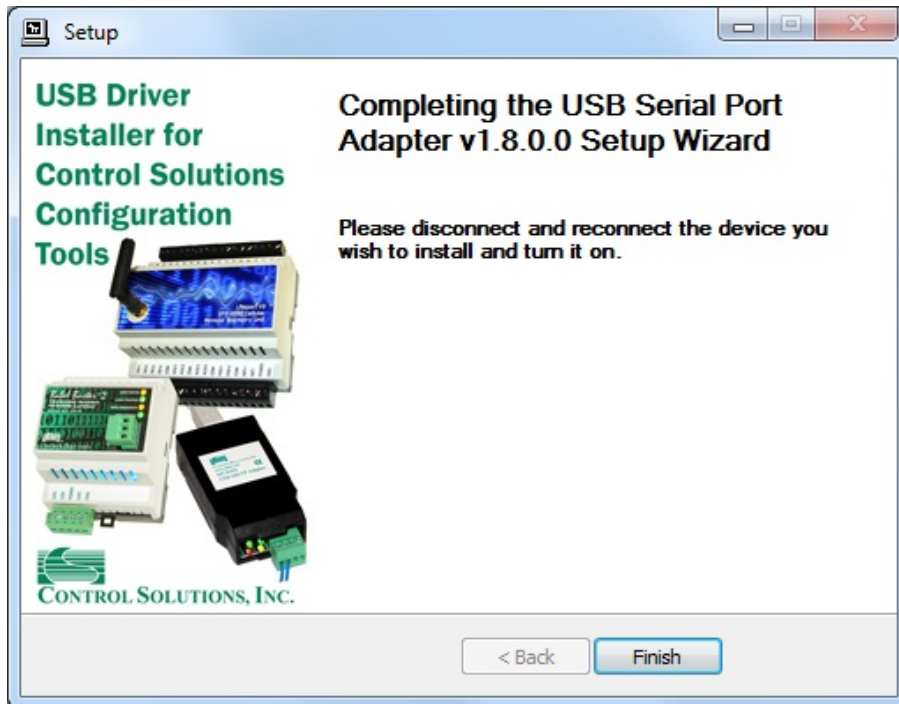 Setup
USB Driver
Installer for
Control Solutions
Configuration
Tools
Completing the USB Serial Port
Adapter v1.8.0.0 Setup Wizard
Please disconnect and reconnect the device you
wish to install and turn it on.
CONTROL SOLUTIONS, INC.
< Back
Finish